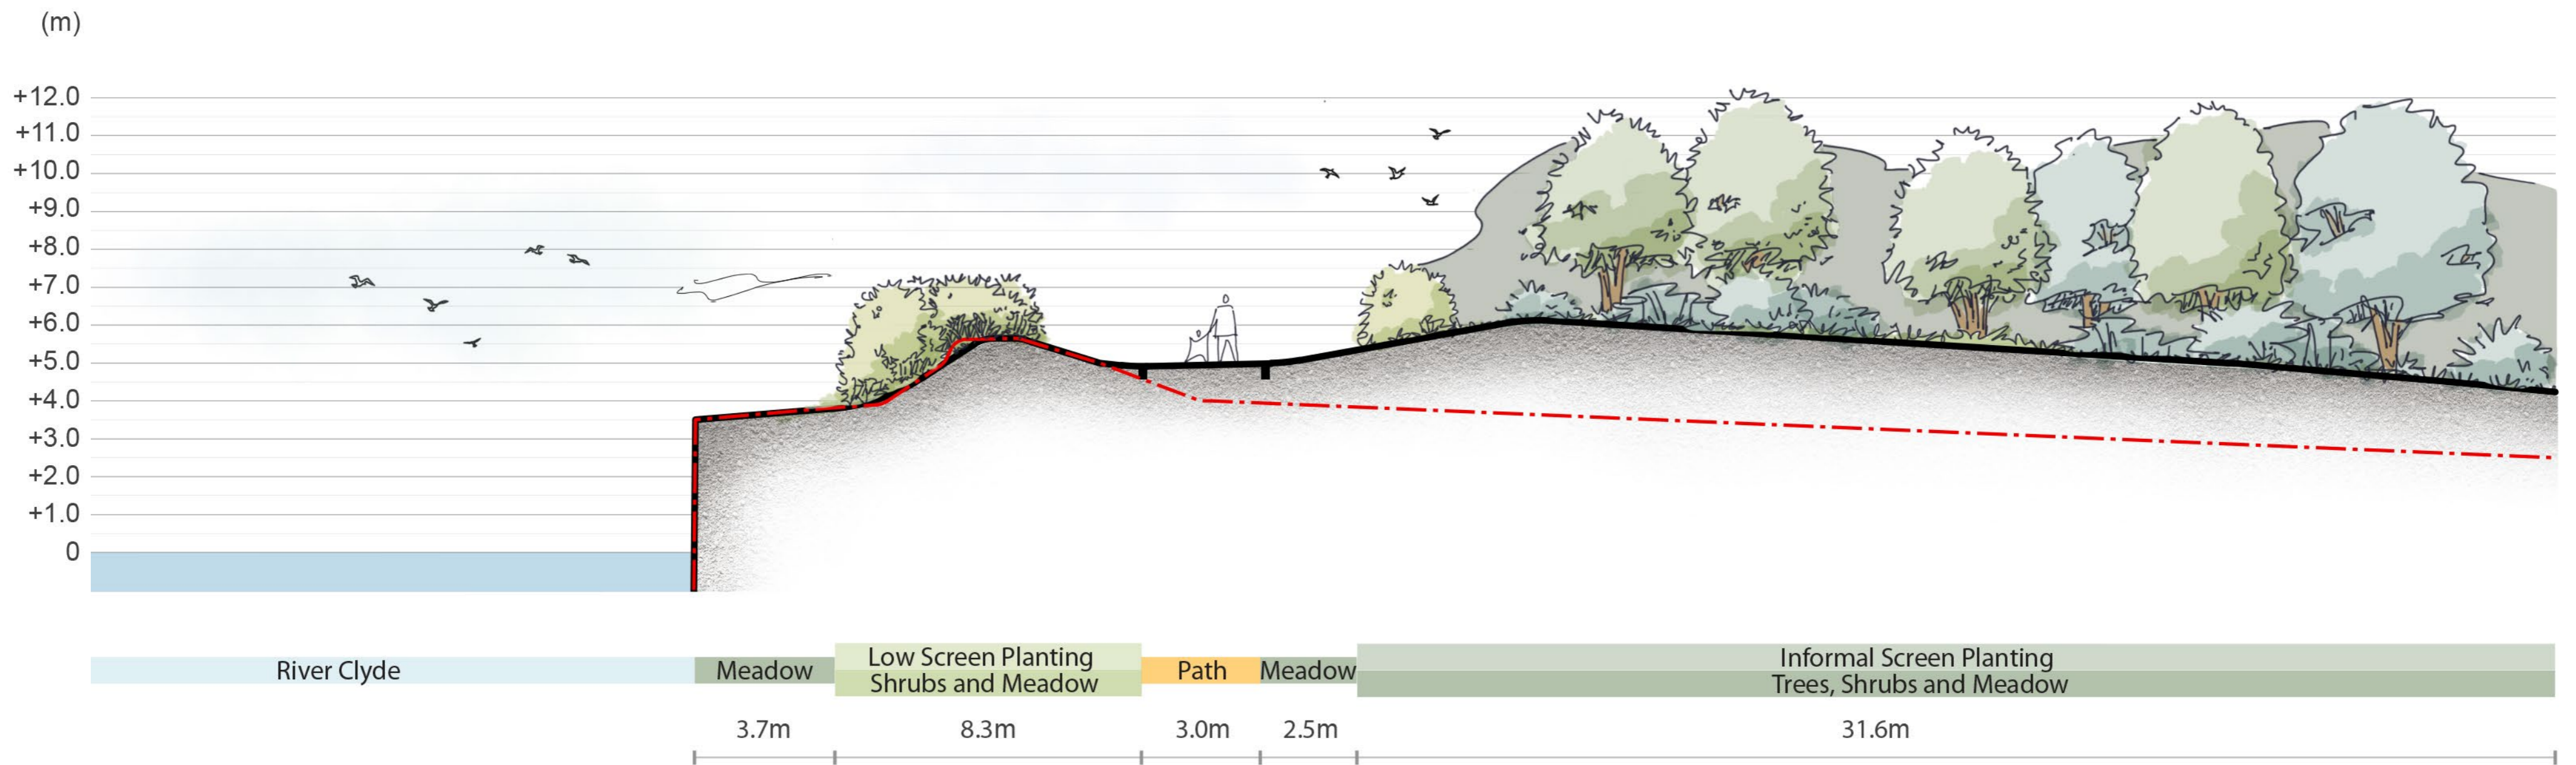 (m)
+12.0
+11.0
+10.0
+9.0
+8.0
+7.0
+6.0
+5.0
+4.0
+3.0
+2.0
+1.0
0
River Clyde
Meadow
Low Screen Planting
Shrubs and Meadow
Path
Meadow
Informal Screen Planting
Trees, Shrubs and Meadow
3.7m
8.3m
3.0m
2.5m
31.6m